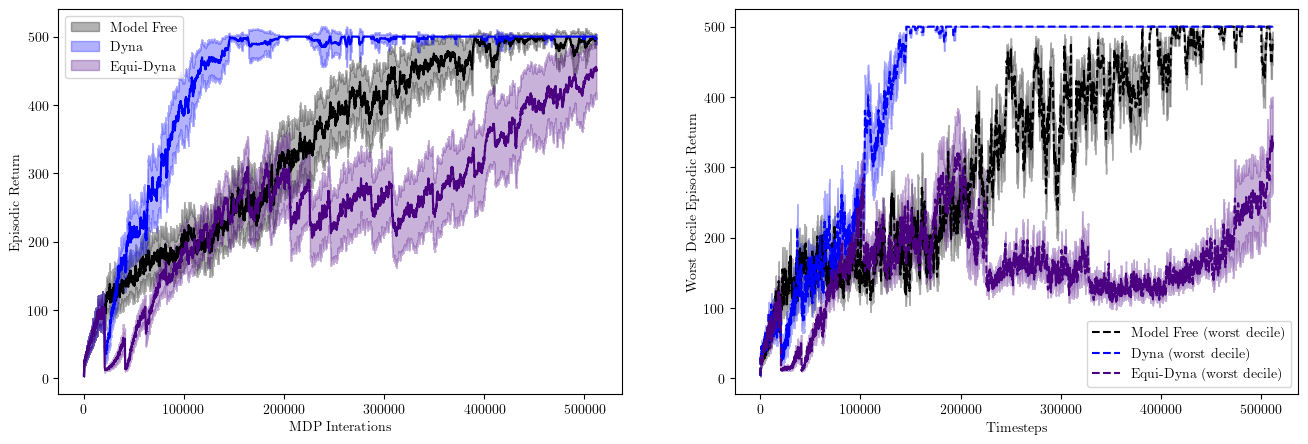 500
400
300
200
100
0
Episodic Return
Model Free
Dyna
Equi-Dyna
0 100000 200000 300000 400000 500000
MDP Interations
500
400
300
200
100
0
Worst Decile Episodic Return
Model Free (worst decile)
Dyna (worst decile)
Equi-Dyna (worst decile)
0 100000 200000 300000 400000 500000
Timesteps